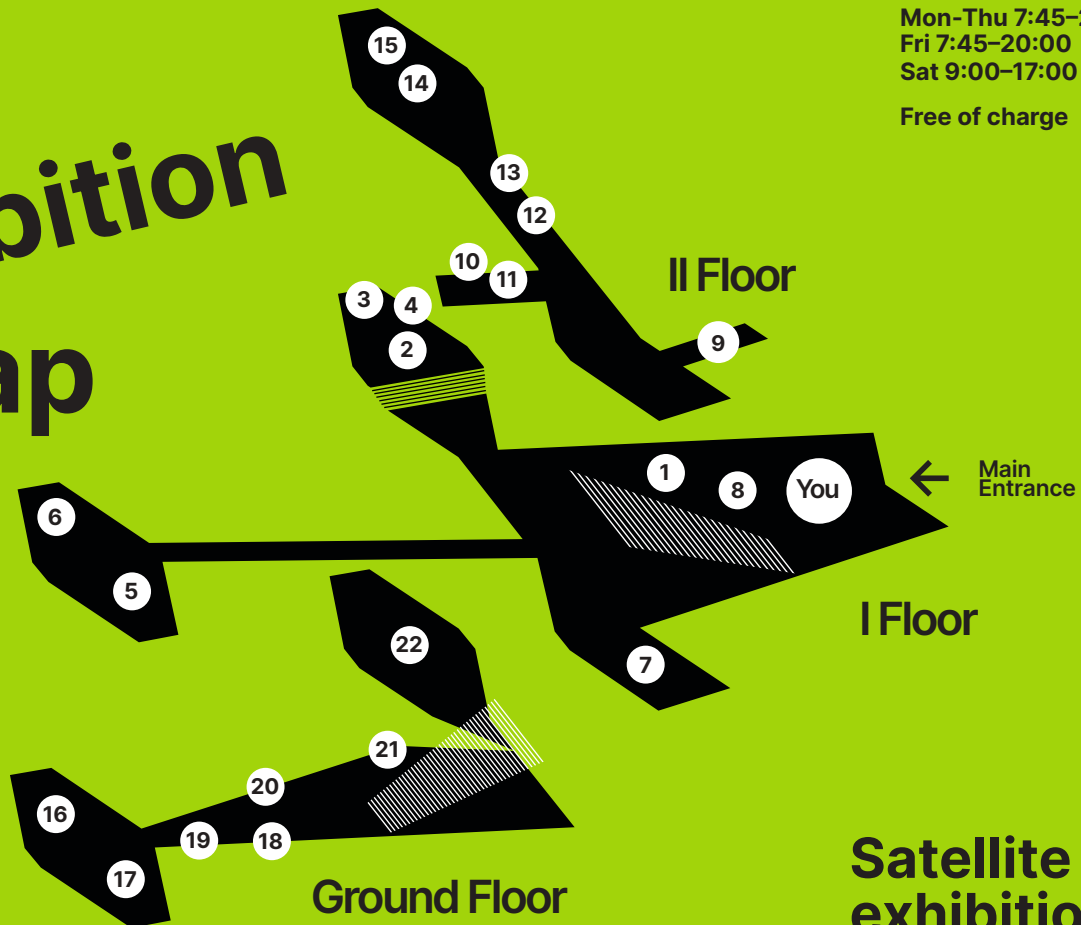 Mon-Thu 7:45–
Fri 7:45–20:00
Sat 9:00–17:00
Free of charge
15
14
bition
13
12
10
11
II Floor
3
4
9
2
ap
1
8
You
Main
Entrance
6
5
I Floor
7
22
21
20
16
19
18
17
Ground Floor
Satellite
exhibitio